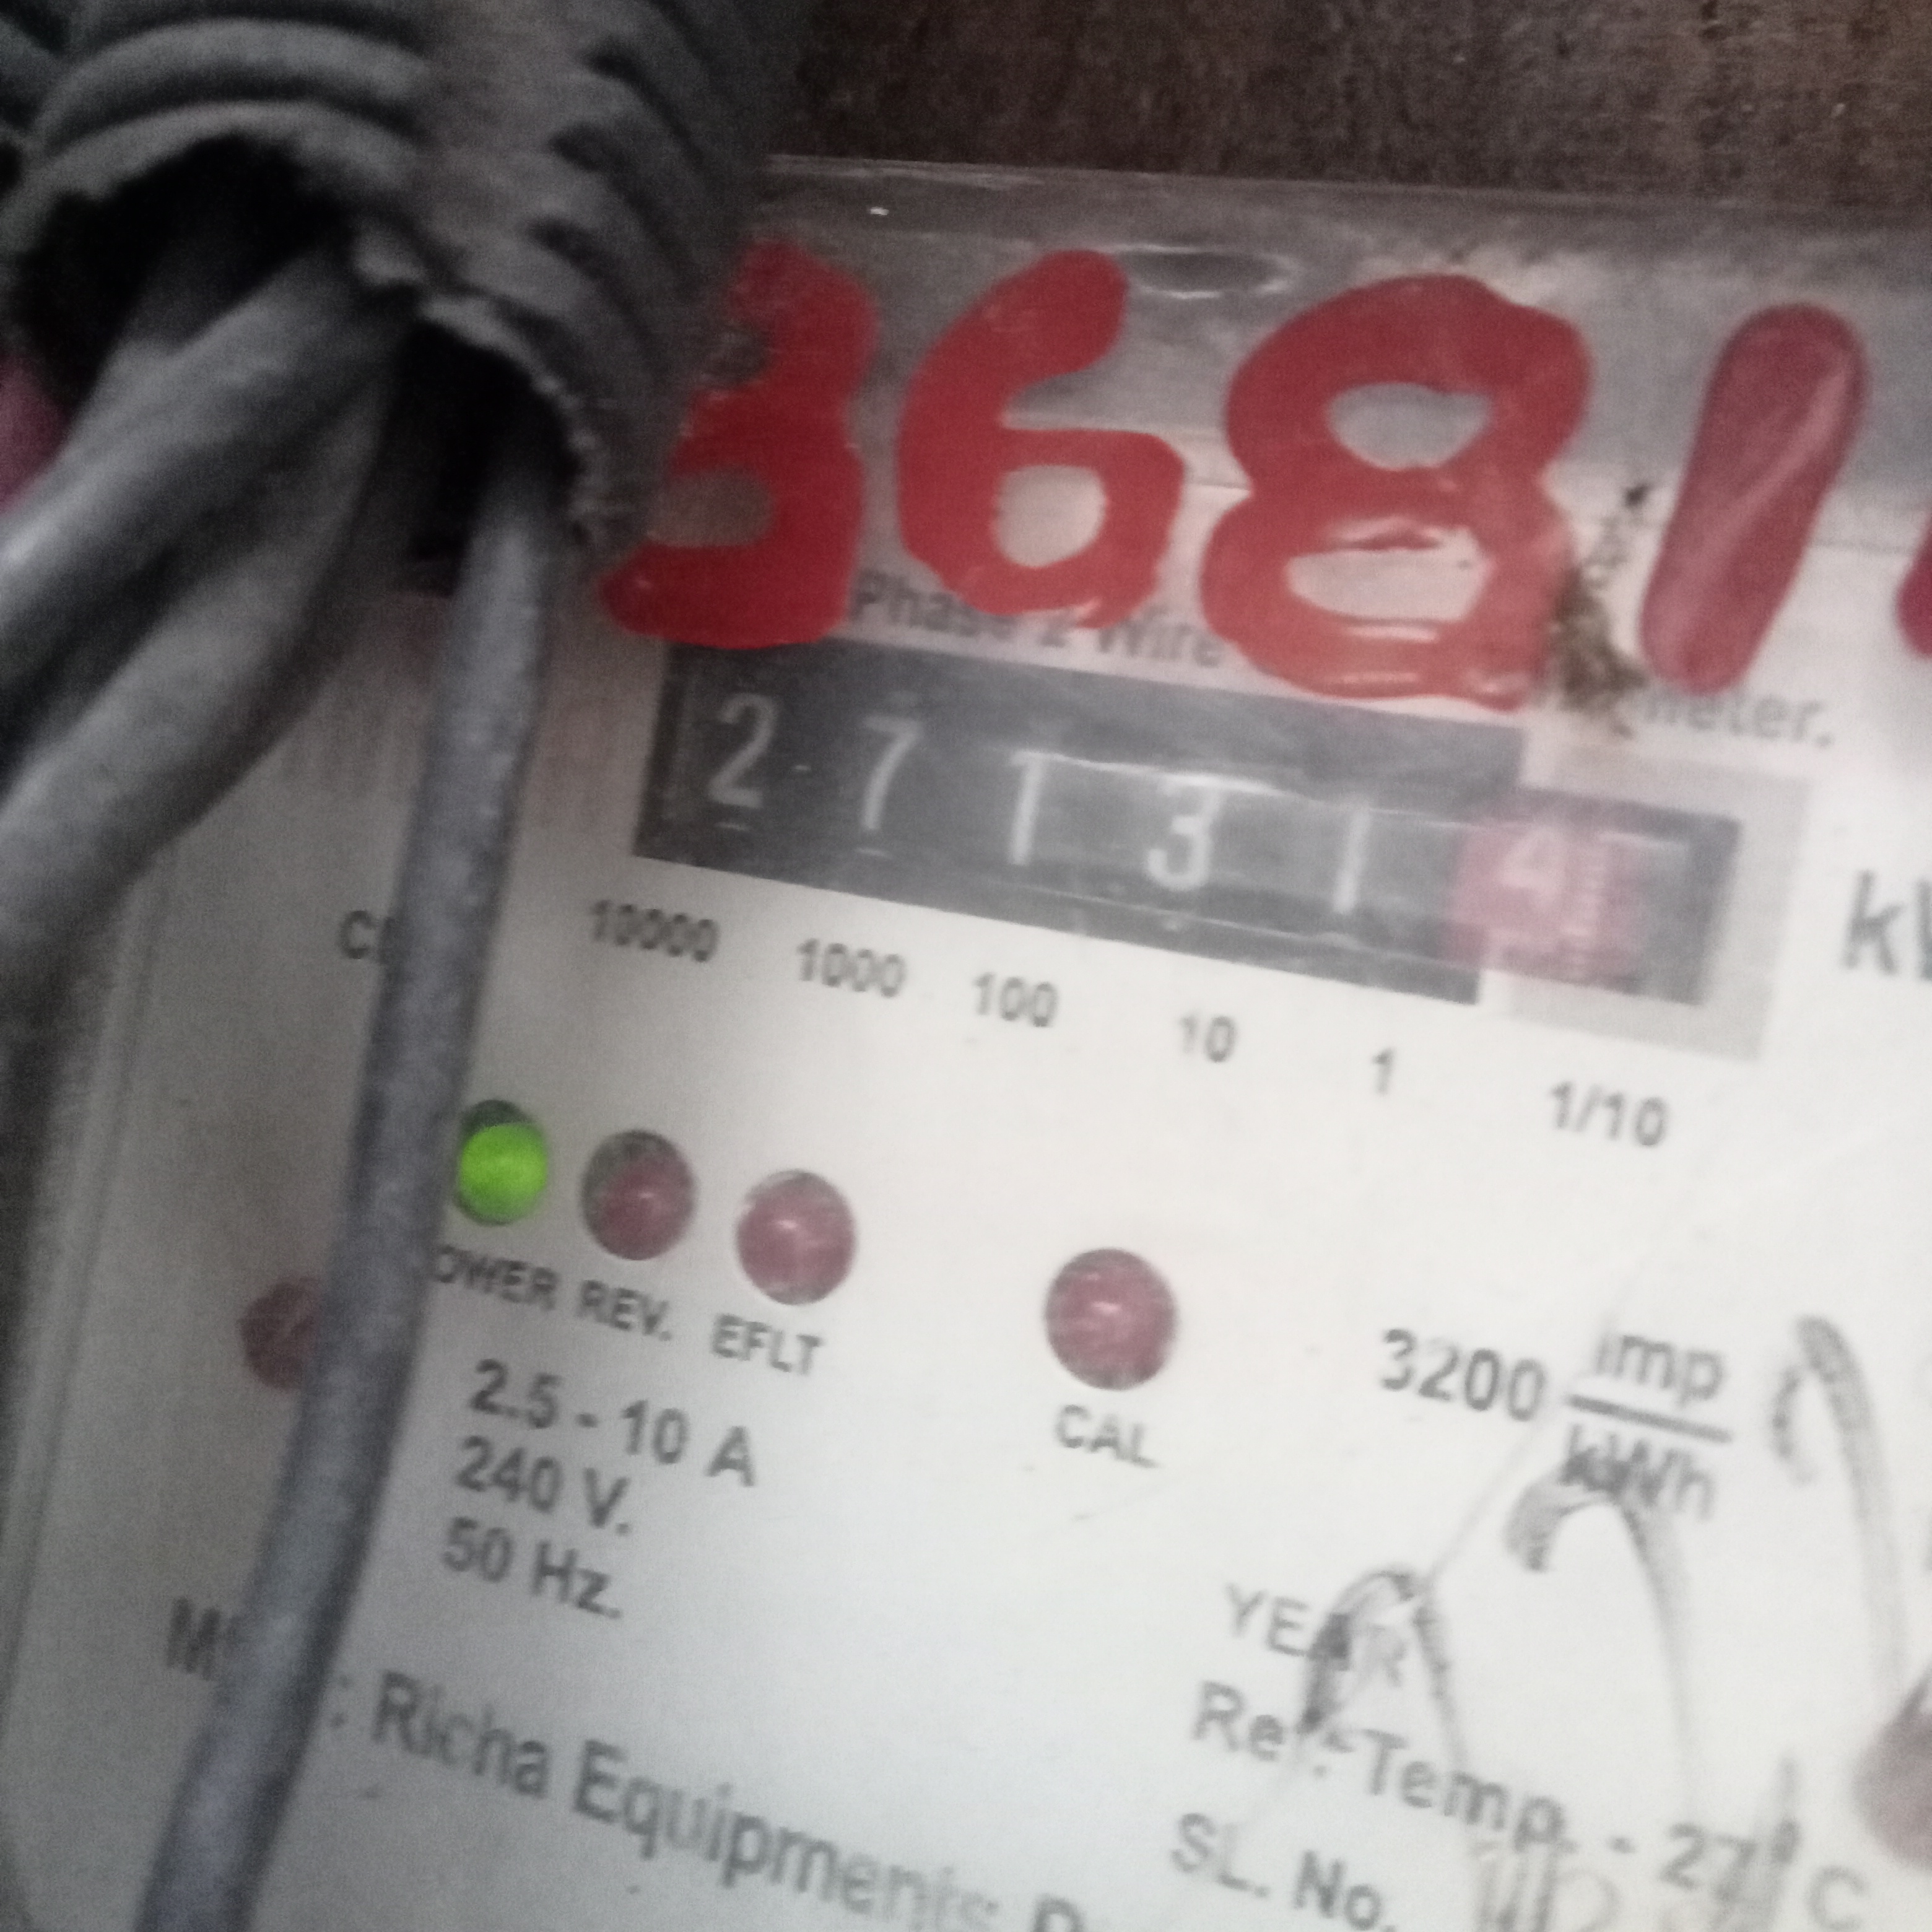 3681
Phase 2 Wire meter.
2 7 1 3 1 4
10000 1000 100 10 1 1/10
OWER REV. EFLT
CAL
3200 imp
kWh
2.5 - 10 A
240 V.
50 Hz.
YEAR
Ref. Temp. - 27° C
: Richa Equipments
SL. No.